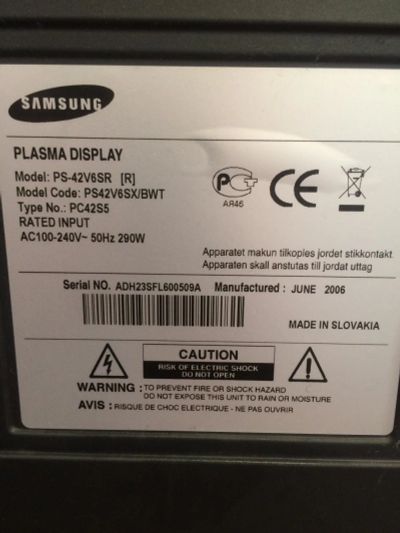 SAMSUNG
PLASMA DISPLAY
Model: PS-42V6SR [R]
Model Code: PS42V6SX/BWT
Type No.: PC42S5
RATED INPUT
AC100-240V~ 50Hz 290W
AR46
Apparatet makun tilkoples jordet stikkontakt
Apparaten skall anstutas till jordat uttag
Serial NO. ADH23SFL600509A Manufactured : JUNE 2006
MADE IN SLOVAKIA
CAUTION
RISK OF ELECTRIC SHOCK
DO NOT OPEN
WARNING : TO PREVENT FIRE OR SHOCK HAZARD
DO NOT EXPOSE THIS UNIT TO RAIN OR MOISTURE
AVIS : RISQUE DE CHOC ELECTRIQUE - NE PAS OUVRIR